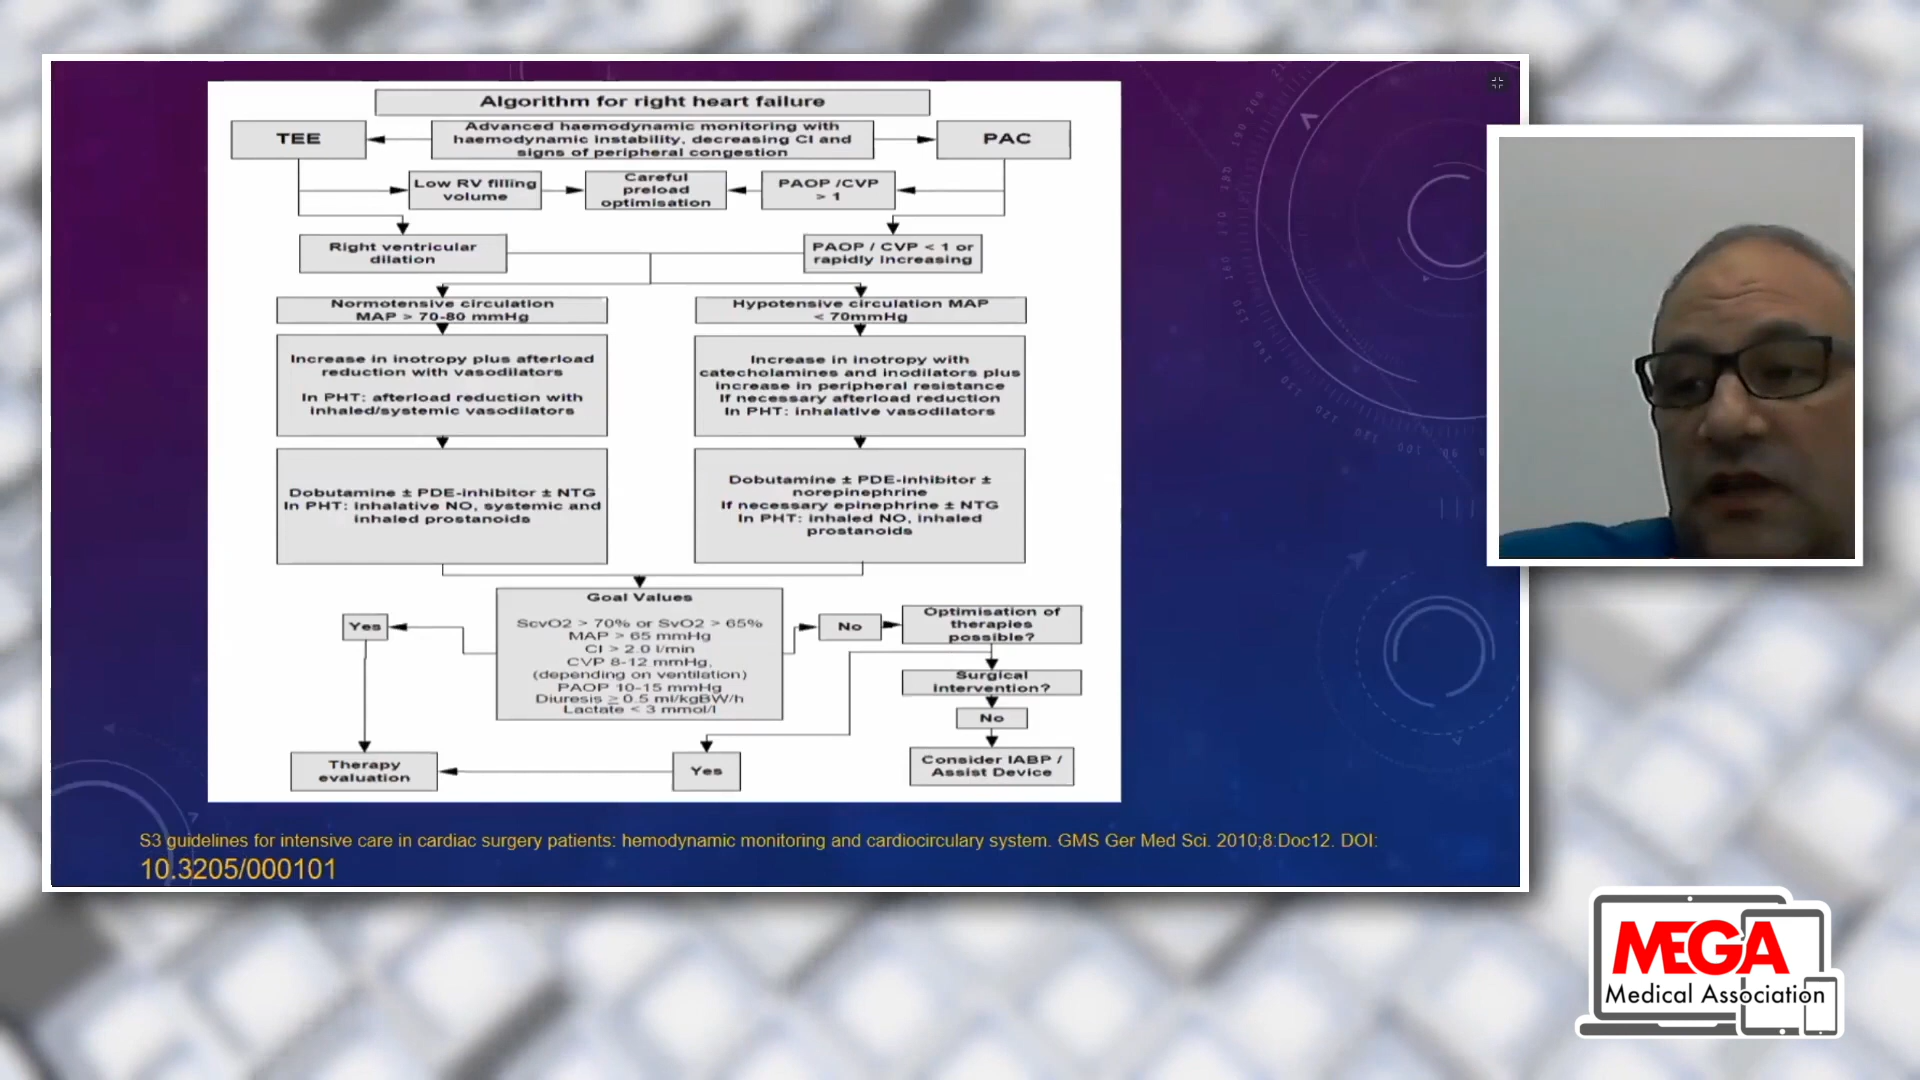 Algorithm for right heart failure
TEE
Advanced haemodynamic monitoring with
haemodynamic instability, decreasing CI and
signs of peripheral congestion
PAC
Low RV filling
volume
Careful
preload
optimisation
PAOP /CVP
> 1
Right ventricular
dilation
PAOP / CVP < 1 or
rapidly increasing
Normotensive circulation
MAP > 70-80 mmHg
Hypotensive circulation MAP
< 70mmHg
Increase in inotropy plus afterload
reduction with vasodilators
In PHT: afterload reduction with
inhaled/systemic vasodilators
Increase in inotropy with
catecholamines and inodilators plus
increase in peripheral resistance
If necessary afterload reduction
In PHT: inhalative vasodilators
Dobutamine ± PDE-inhibitor ± NTG
In PHT: inhalative NO, systemic and
inhaled prostanoids
Dobutamine ± PDE-inhibitor ±
norepinephrine
If necessary epinephrine ± NTG
In PHT: inhaled NO, inhaled
prostanoids
Goal Values
ScvO2 > 70% or SvO2 > 65%
MAP > 65 mmHg
CI > 2.0 l/min
CVP 8-12 mmHg,
(depending on ventilation)
PAOP 10-15 mmHg
Diuresis ≥ 0.5 ml/kgBW/h
Lactate < 3 mmol/l
Yes
No
Optimisation of
therapies
possible?
Surgical
intervention?
No
Consider IABP /
Assist Device
Yes
Therapy
evaluation
S3 guidelines for intensive care in cardiac surgery patients: hemodynamic monitoring and cardiocirculary system. GMS Ger Med Sci. 2010;8:Doc12. DOI:
10.3205/000101
MEGA
Medical Association